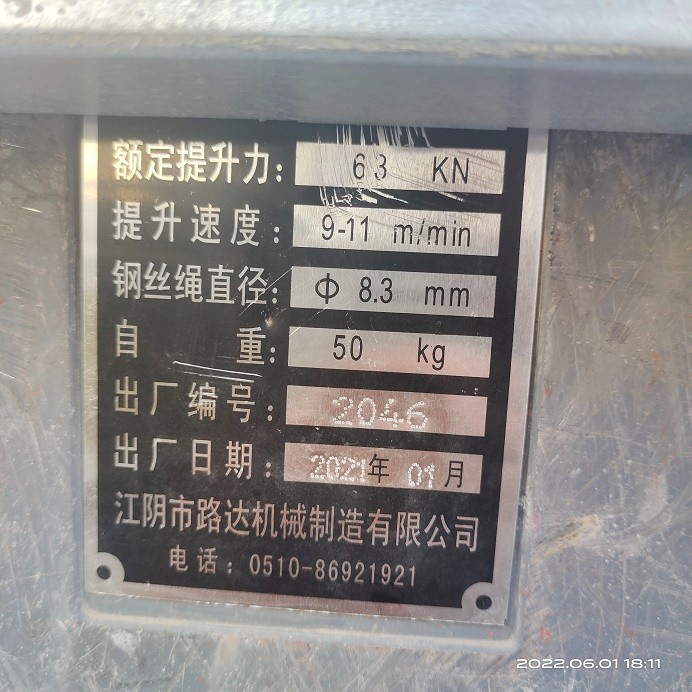 额定提升力: 6.3 KN
提升速度: 9-11 m/min
钢丝绳直径: Φ 8.3 mm
自重: 50 kg
出厂编号: 2046
出厂日期: 2021年 01月
江阴市路达机械制造有限公司
电话: 0510-86921921
2022.06.01 18:11